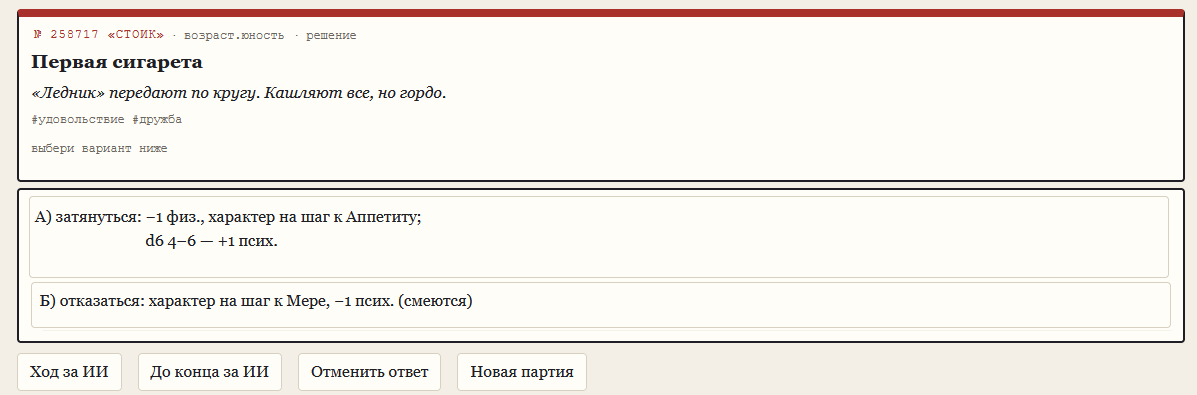 № 258717 «СТОИК» · возраст.юность · решение
Первая сигарета
«Ледник» передают по кругу. Кашляют все, но гордо.
#удовольствие #дружба
выбери вариант ниже
А) затянуться: −1 физ., характер на шаг к Аппетиту;
d6 4–6 — +1 псих.
Б) отказаться: характер на шаг к Мере, −1 псих. (смеются)
Ход за ИИ
До конца за ИИ
Отменить ответ
Новая партия